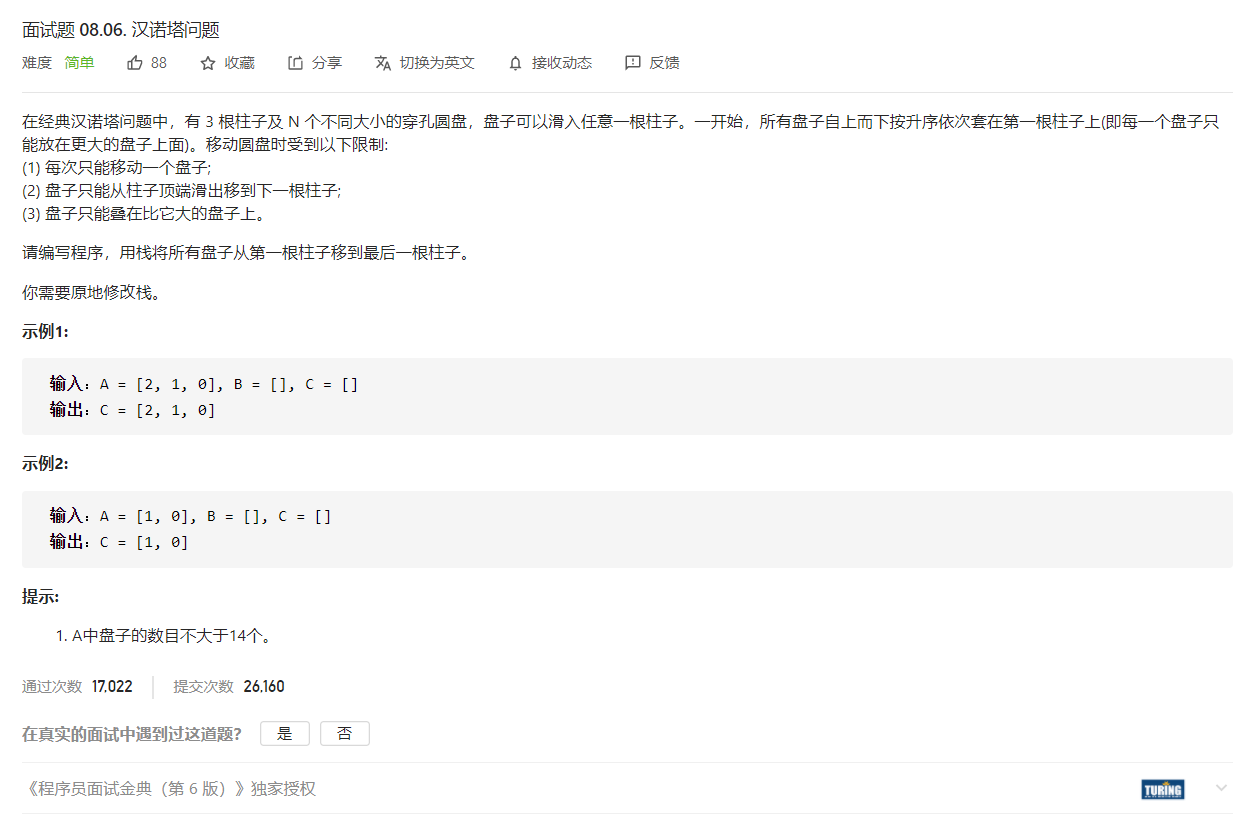 面试题 08.06. 汉诺塔问题
难度 简单 88 收藏 分享 切换为英文 接收动态 反馈
在经典汉诺塔问题中，有 3 根柱子及 N 个不同大小的穿孔圆盘，盘子可以滑入任意一根柱子。一开始，所有盘子自上而下按升序依次套在第一根柱子上(即每一个盘子只
能放在更大的盘子上面)。移动圆盘时受到以下限制:
(1) 每次只能移动一个盘子;
(2) 盘子只能从柱子顶端滑出移到下一根柱子;
(3) 盘子只能叠在比它大的盘子上。
请编写程序，用栈将所有盘子从第一根柱子移到最后一根柱子。
你需要原地修改栈。
示例1:
输入：A = [2, 1, 0], B = [], C = []
输出：C = [2, 1, 0]
示例2:
输入：A = [1, 0], B = [], C = []
输出：C = [1, 0]
提示:
1. A中盘子的数目不大于14个。
通过次数 17,022 提交次数 26,160
在真实的面试中遇到过这道题? 是 否
《程序员面试金典（第 6 版）》独家授权 TURING